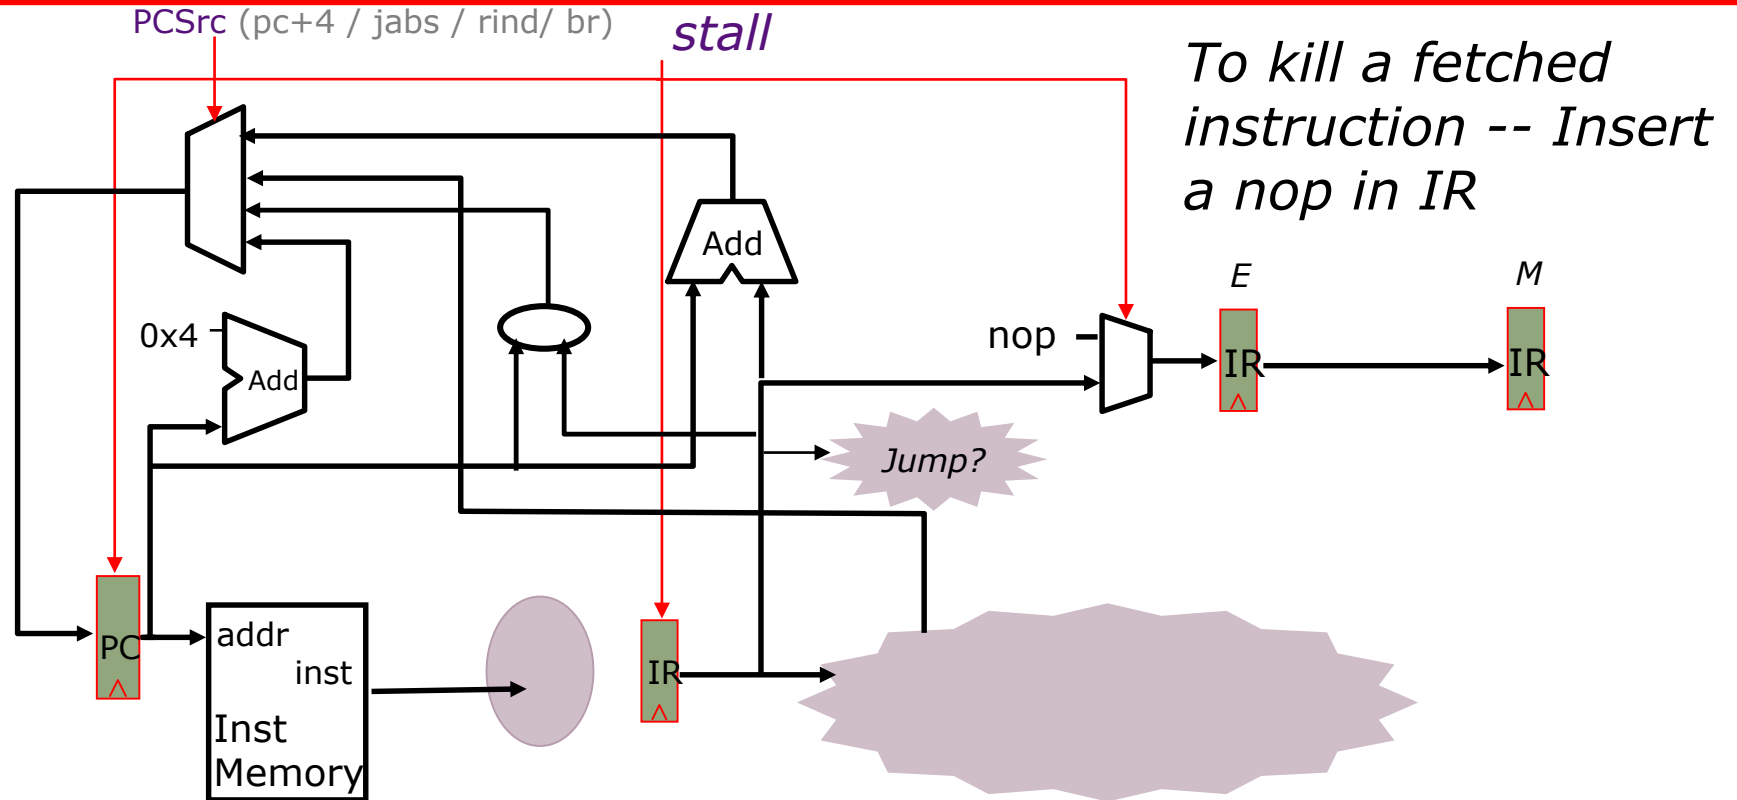 PCSrc (pc+4 / jabs / rind/ br)
stall
To kill a fetched
instruction -- Insert
a nop in IR
Add
E
M
0x4
Add
nop
IR
IR
Jump?
PC
addr
inst
Inst
Memory
IR